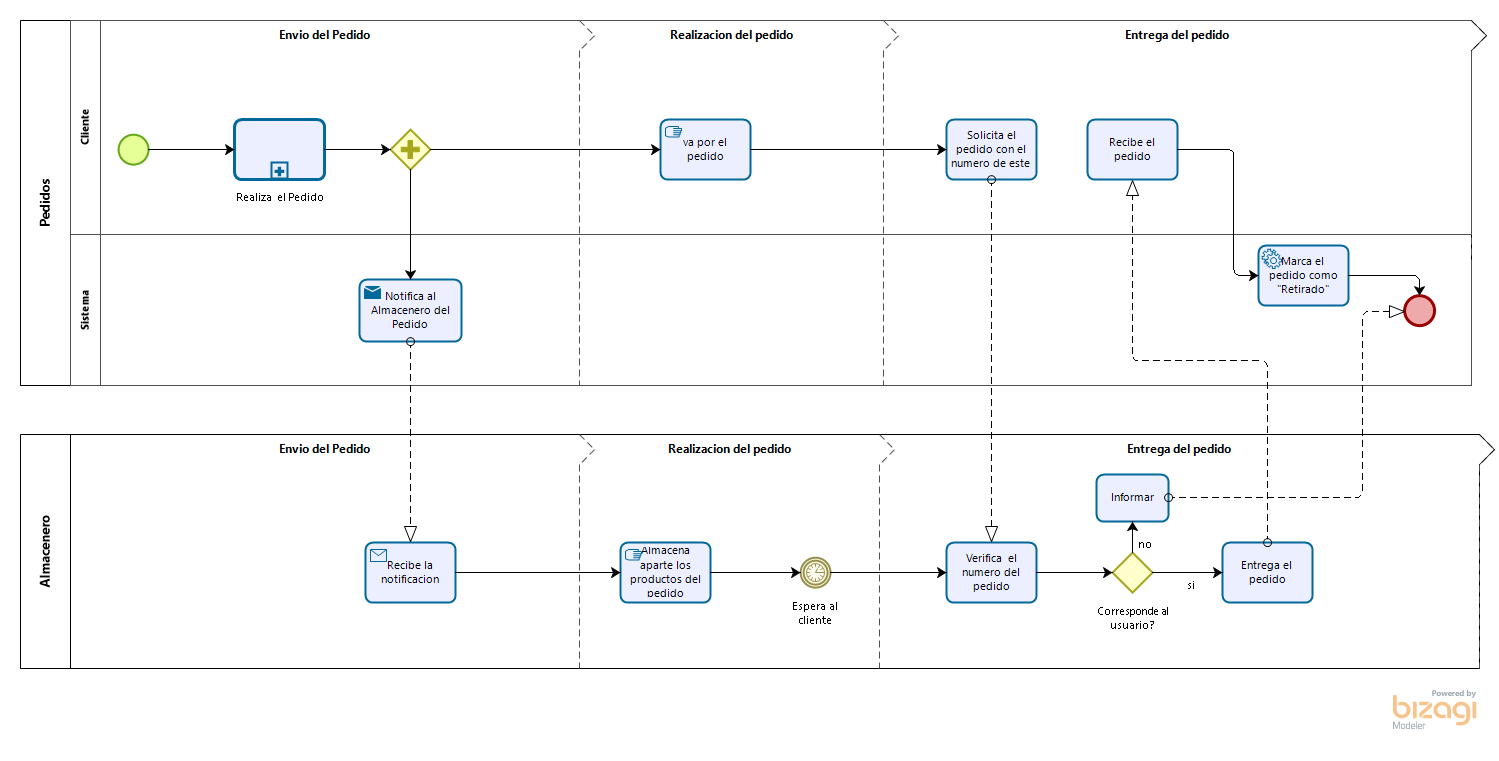 Envio del Pedido
Realizacion del pedido
Entrega del pedido
Pedidos
Cliente
Realiza el Pedido
va por el
pedido
Solicita el
pedido con el
numero de este
Recibe el
pedido
Sistema
Notifica al
Almacenero del
Pedido
Marca el
pedido como
"Retirado"
Envio del Pedido
Realizacion del pedido
Entrega del pedido
Almacenero
Recibe la
notificacion
Almacena
aparte los
productos del
pedido
Espera al
cliente
Verifica el
numero del
pedido
Informar
no
Corresponde al
usuario?
si
Entrega el
pedido
Powered by
bizagi
Modeler